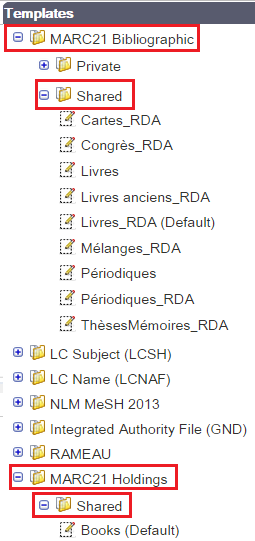 Templates
MARC21 Bibliographic
Private
Shared
Cartes_RDA
Congrès_RDA
Livres
Livres anciens_RDA
Livres_RDA (Default)
Mélanges_RDA
Périodiques
Périodiques_RDA
ThèsesMémoires_RDA
LC Subject (LCSH)
LC Name (LCNAF)
NLM MeSH 2013
Integrated Authority File (GND)
RAMEAU
MARC21 Holdings
Shared
Books (Default)